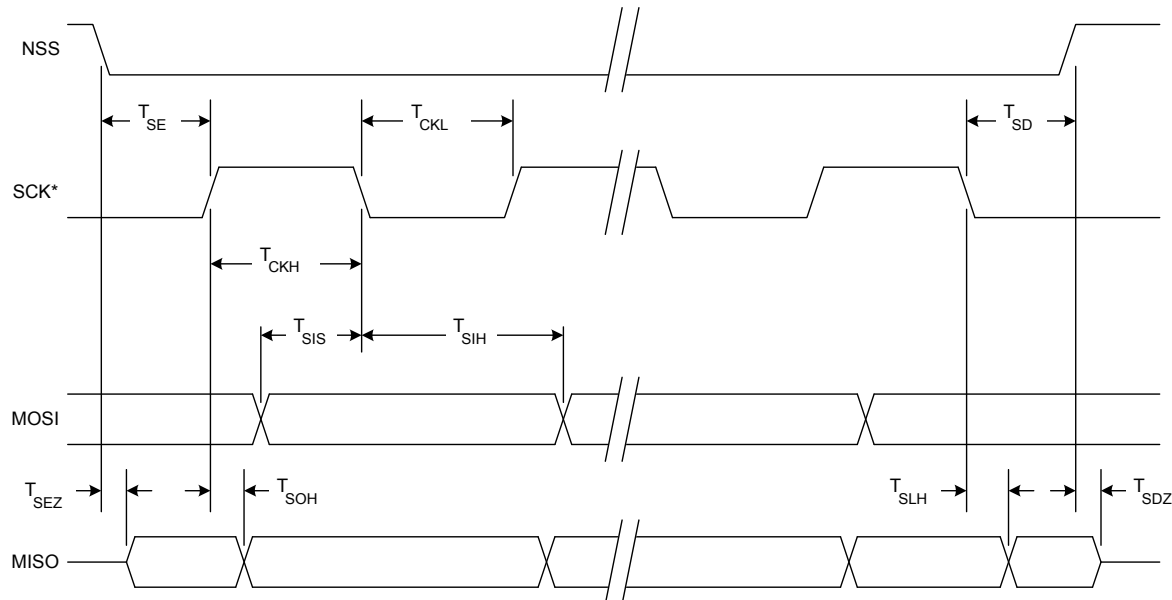 NSS
T_SE
T_CKL
T_SD
SCK*
T_CKH
T_SIS
T_SIH
MOSI
T_SEZ
T_SOH
T_SLH
T_SDZ
MISO